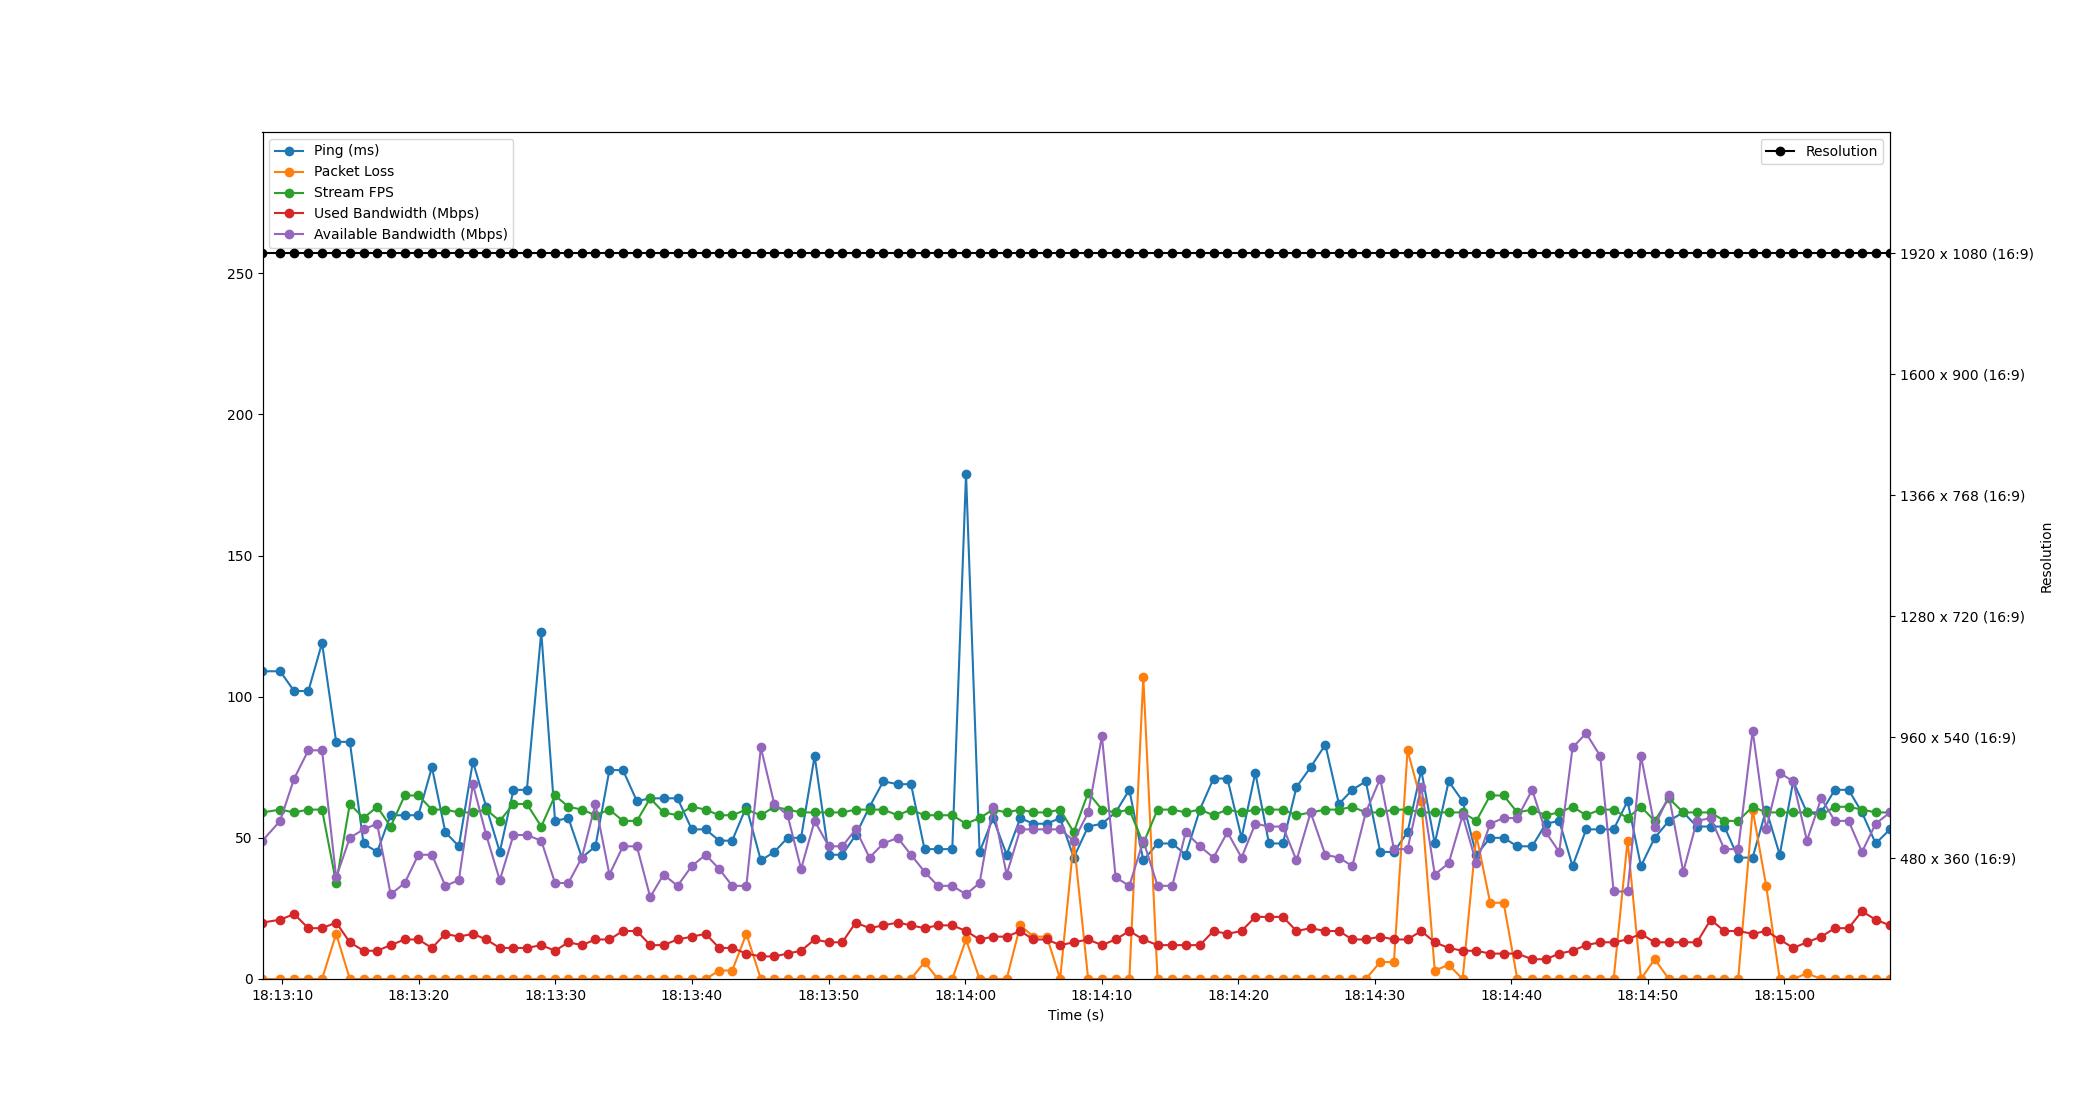 Ping (ms)
Packet Loss
Stream FPS
Used Bandwidth (Mbps)
Available Bandwidth (Mbps)
Resolution
250
200
150
100
50
0
1920 x 1080 (16:9)
1600 x 900 (16:9)
1366 x 768 (16:9)
1280 x 720 (16:9)
960 x 540 (16:9)
480 x 360 (16:9)
Resolution
18:13:10 18:13:20 18:13:30 18:13:40 18:13:50 18:14:00 18:14:10 18:14:20 18:14:30 18:14:40 18:14:50 18:15:00
Time (s)